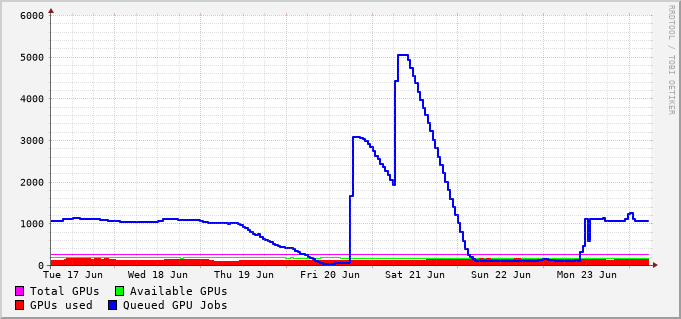 RRDTOOL / TOBI OETIKER
6000
5000
4000
3000
2000
1000
0
Tue 17 Jun Wed 18 Jun Thu 19 Jun Fri 20 Jun Sat 21 Jun Sun 22 Jun Mon 23 Jun
Total GPUs Available GPUs
GPUs used Queued GPU Jobs